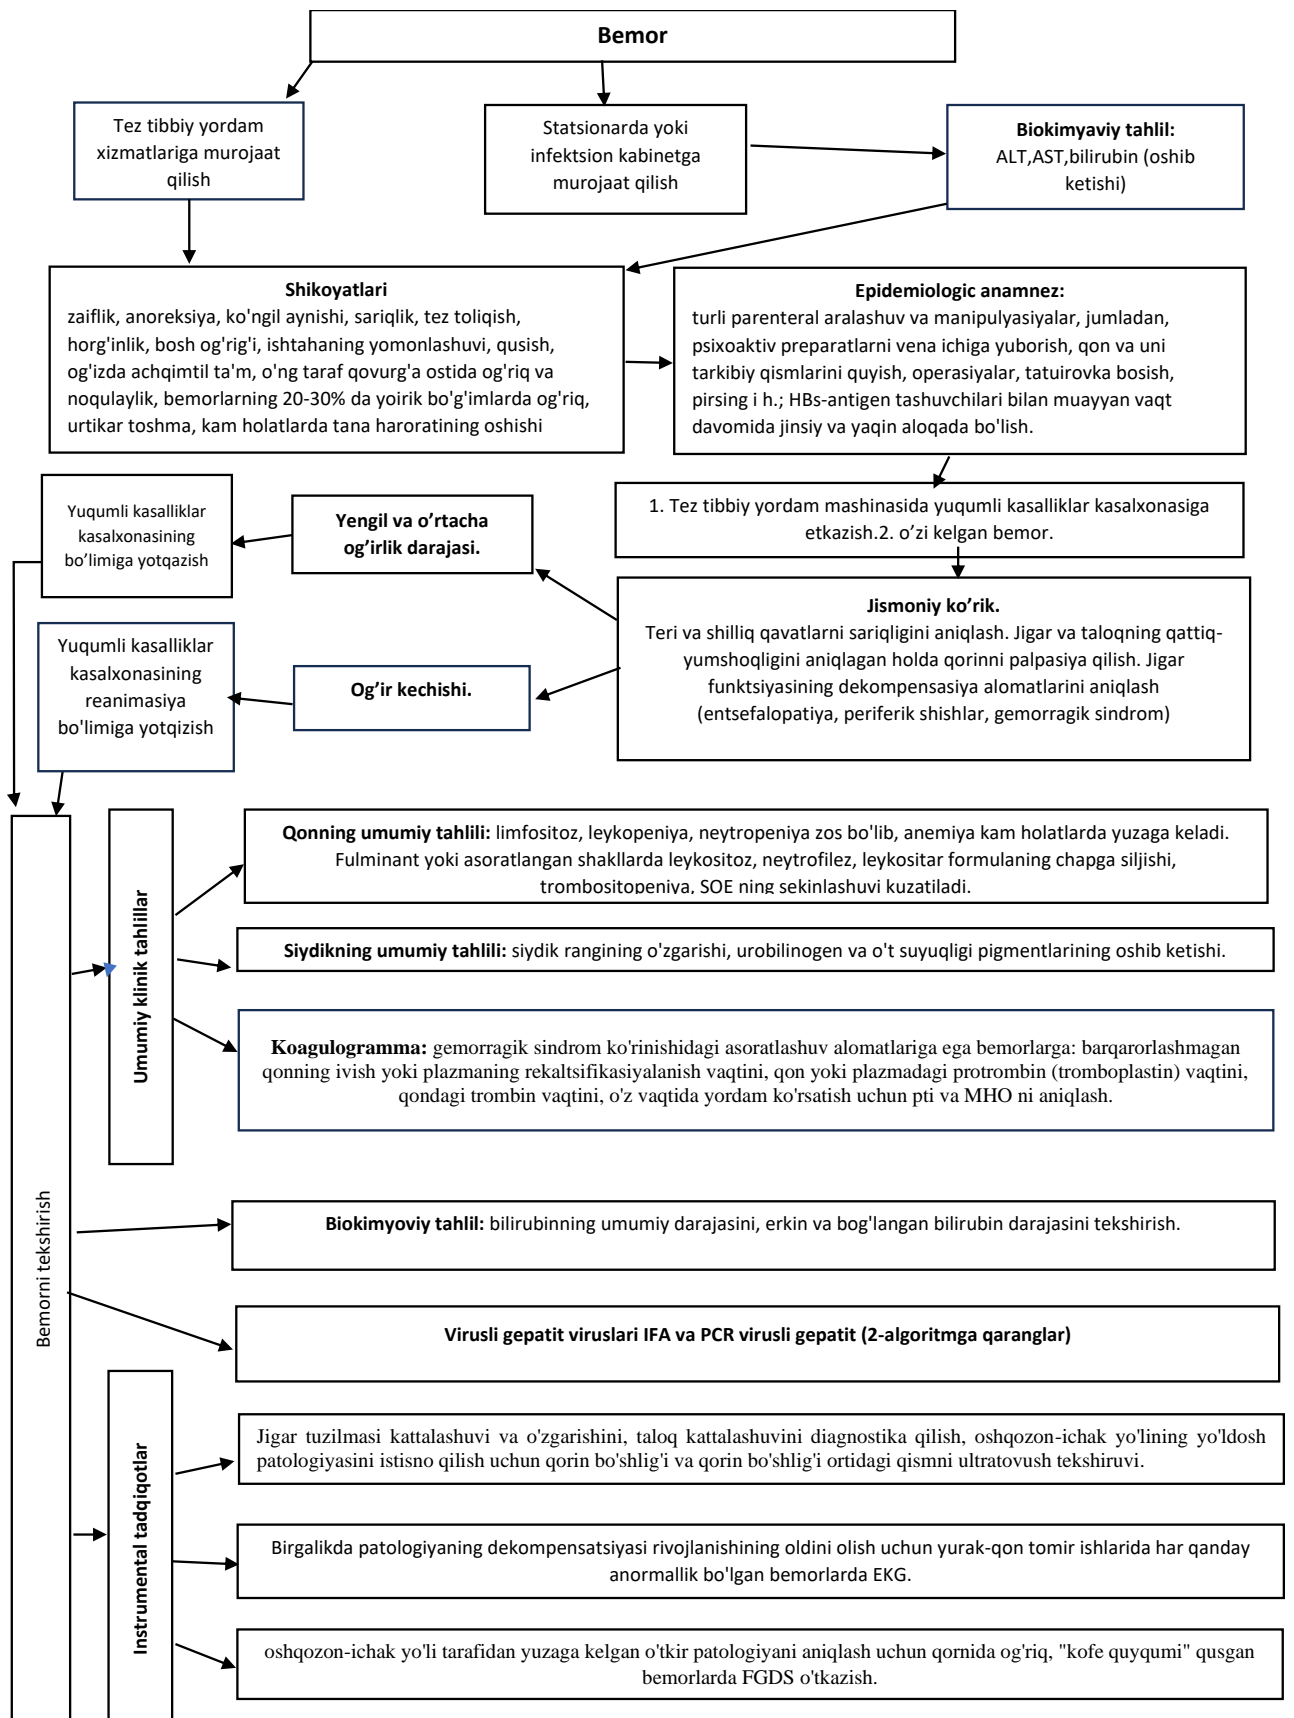 Bemor
Tez tibbiy yordam
xizmatlariga murojaat
qilish
Statsionarda yoki
infektsion kabinetga
murojaat qilish
Biokimyaviy tahlil:
ALT,AST,bilirubin (oshib
ketishi)
Shikoyatlari
zaiflik, anoreksiya, ko'ngil aynishi, sariqlik, tez toliqish,
horg'inlik, bosh og'rig'i, ishtahaning yomonlashuvi, qusish,
og'izda achqimtil ta'm, o'ng taraf qovurg'a ostida og'riq va
noqulaylik, bemorlarning 20-30% da yoirik bo'g'imlarda og'riq,
urtikar toshma, kam holatlarda tana haroratining oshishi
Epidemiologic anamnez:
turli parenteral aralashuv va manipulyasiyalar, jumladan,
psixoaktiv preparatlarni vena ichiga yuborish, qon va uni
tarkibiy qismlarini quyish, operasiyalar, tatuirovka bosish,
pirsing i h.; HBs-antigen tashuvchilari bilan muayyan vaqt
davomida jinsiy va yaqin aloqada bo'lish.
1. Tez tibbiy yordam mashinasida yuqumli kasalliklar kasalxonasiga
etkazish.2. o’zi kelgan bemor.
Yuqumli kasalliklar
kasalxonasining
bo’limiga yotqazish
Yengil va o’rtacha
og’irlik darajasi.
Jismoniy ko’rik.
Teri va shilliq qavatlarni sariqligini aniqlash. Jigar va taloqning qattiq-
yumshoqligini aniqlagan holda qorinni palpasiya qilish. Jigar
funktsiyasining dekompensasiya alomatlarini aniqlash
(entsefalopatiya, periferik shishlar, gemorragik sindrom)
Yuqumli kasalliklar
kasalxonasining
reanimasiya
bo'limiga yotqizish
Og’ir kechishi.
Bemorni tekshirish
Umumiy klinik tahlillar
Qonning umumiy tahlili: limfositoz, leykopeniya, neytropeniya zos bo'lib, anemiya kam holatlarda yuzaga keladi.
Fulminant yoki asoratlangan shakllarda leykositoz, neytrofilez, leykositar formulaning chapga siljishi,
trombositopeniya, SOE ning sekinlashuvi kuzatiladi.
Siydikning umumiy tahlili: siydik rangining o'zgarishi, urobilinogen va o't suyuqligi pigmentlarining oshib ketishi.
Koagulogramma: gemorragik sindrom ko'rinishidagi asoratlashuv alomatlariga ega bemorlarga: barqarorlashmagan
qonning ivish yoki plazmaning rekaltsifikasiyalanish vaqtini, qon yoki plazmadagi protrombin (tromboplastin) vaqtini,
qondagi trombin vaqtini, o'z vaqtida yordam ko'rsatish uchun pti va MHO ni aniqlash.
Biokimyoviy tahlil: bilirubinning umumiy darajasini, erkin va bog'langan bilirubin darajasini tekshirish.
Virusli gepatit viruslari IFA va PCR virusli gepatit (2-algoritmga qaranglar)
Instrumental tadqiqotlar
Jigar tuzilmasi kattalashuvi va o'zgarishini, taloq kattalashuvini diagnostika qilish, oshqozon-ichak yo'lining yo'ldosh
patologiyasini istisno qilish uchun qorin bo'shlig'i va qorin bo'shlig'i ortidagi qismni ultratovush tekshiruvi.
Birgalikda patologiyaning dekompensatsiyasi rivojlanishining oldini olish uchun yurak-qon tomir ishlarida har qanday
anormallik bo'lgan bemorlarda EKG.
oshqozon-ichak yo'li tarafidan yuzaga kelgan o'tkir patologiyani aniqlash uchun qornida og'riq, "kofe quyqumi" qusgan
bemorlarda FGDS o'tkazish.